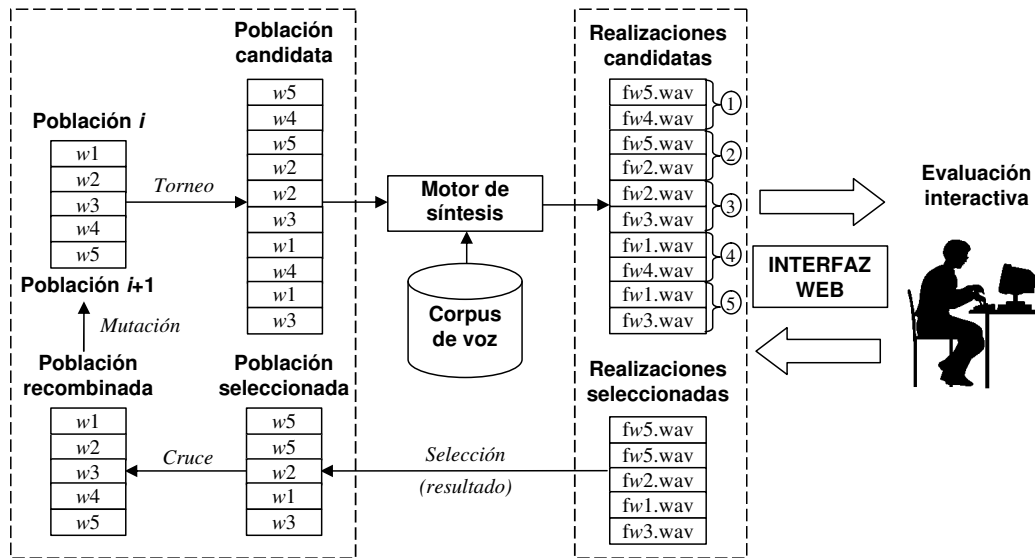 Población i
w1
w2
w3
w4
w5
Población i+1
Torneo
Población
candidata
w5
w4
w5
w2
w2
w3
w1
w4
w1
w3
Motor de
síntesis
Corpus
de voz
Realizaciones
candidatas
fw5.wav
fw4.wav
fw5.wav
fw2.wav
fw2.wav
fw3.wav
fw1.wav
fw4.wav
fw1.wav
fw3.wav
1
2
3
4
5
INTERFAZ
WEB
Evaluación
interactiva
Realizaciones
seleccionadas
fw5.wav
fw5.wav
fw2.wav
fw1.wav
fw3.wav
Selección
(resultado)
Población
seleccionada
w5
w5
w2
w1
w3
Cruce
Población
recombinada
w1
w2
w3
w4
w5
Mutación